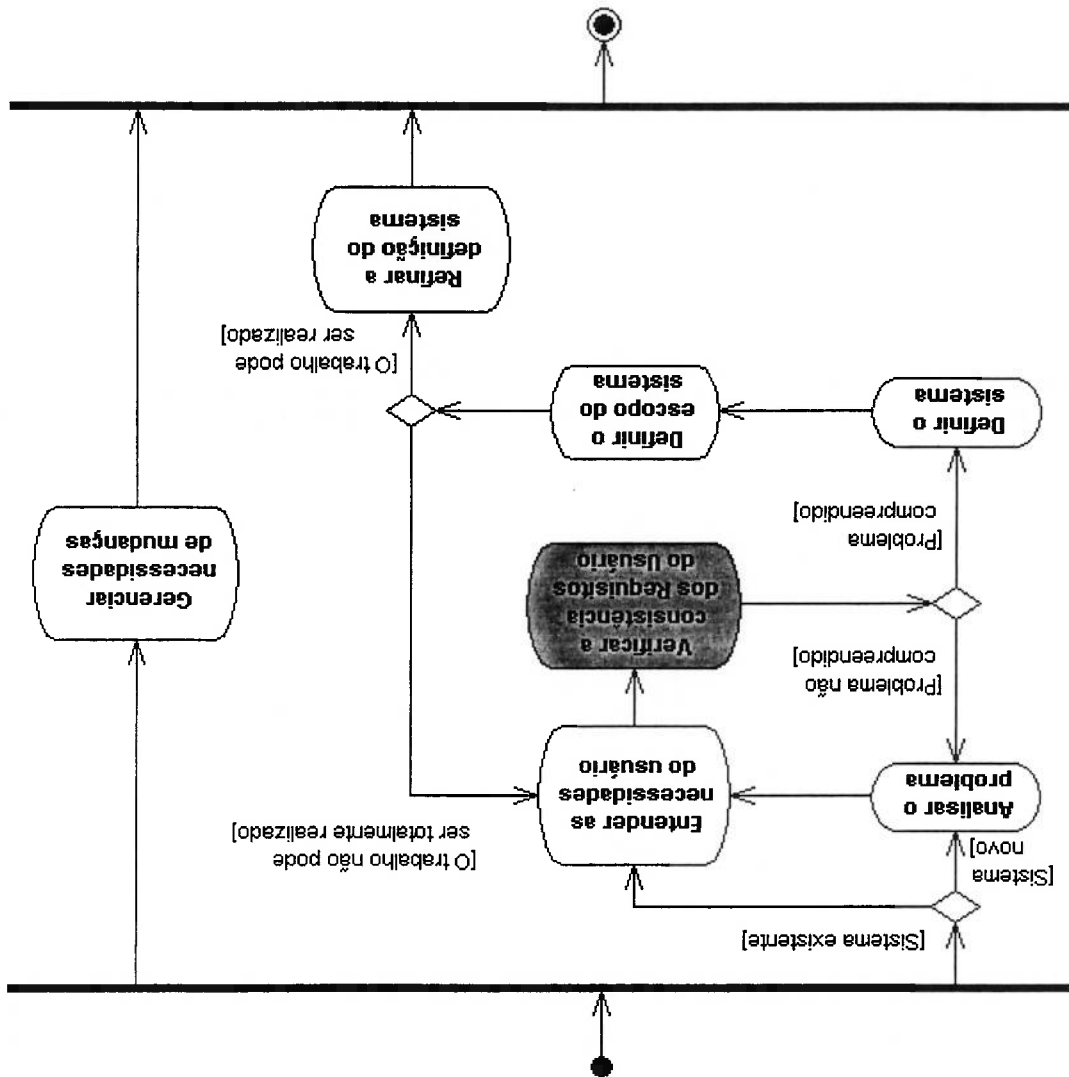 [Sistema existente]
[Sistema
novo]
Analisar o
problema
Entender as
necessidades
do usuário
[O trabalho não pode
ser totalmente realizado]
[Problema não
compreendido]
Verificar a
consistência
dos Requisitos
do Usuário
[Problema
compreendido]
Gerenciar
necessidades
de mudanças
Definir o
sistema
Definir o
escopo do
sistema
[O trabalho pode
ser realizado]
Refinar a
definição do
sistema